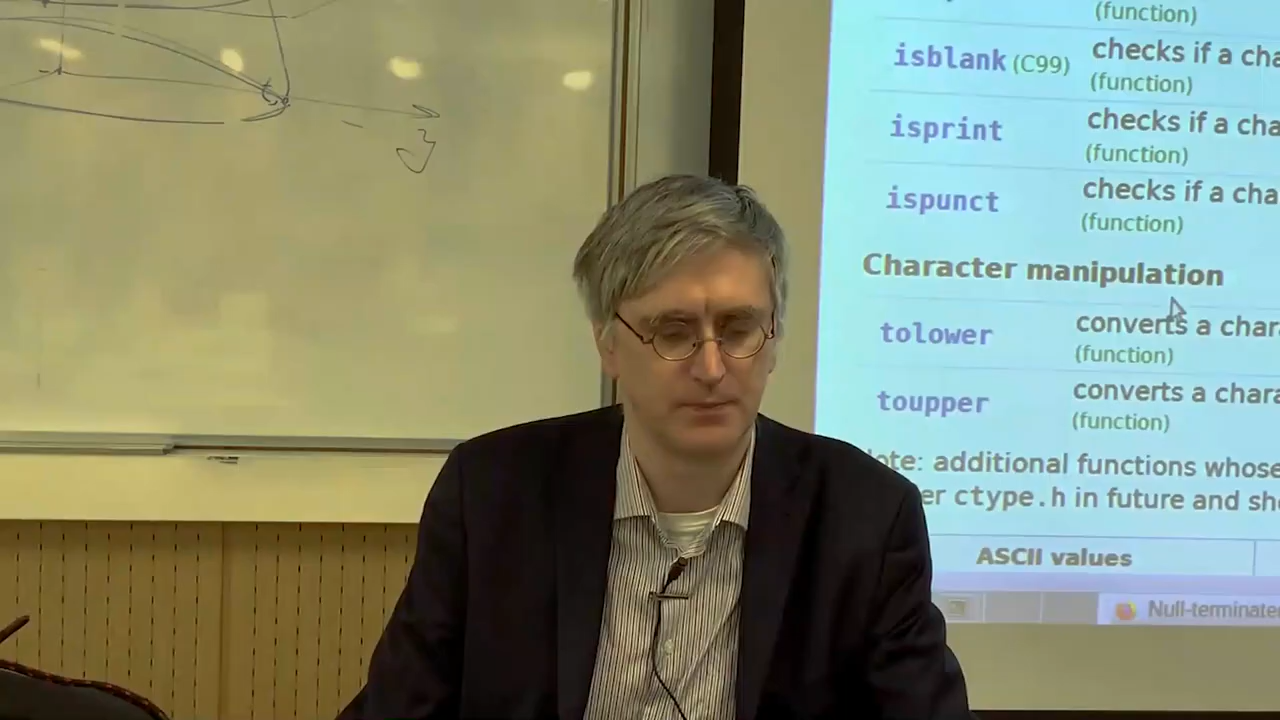 (function)
isblank (C99) checks if a cha
(function)
isprint checks if a cha
(function)
ispunct checks if a cha
(function)
Character manipulation
tolower converts a char
(function)
toupper converts a chara
(function)
ote: additional functions whose
er ctype.h in future and sh
ASCII values
Null-terminate